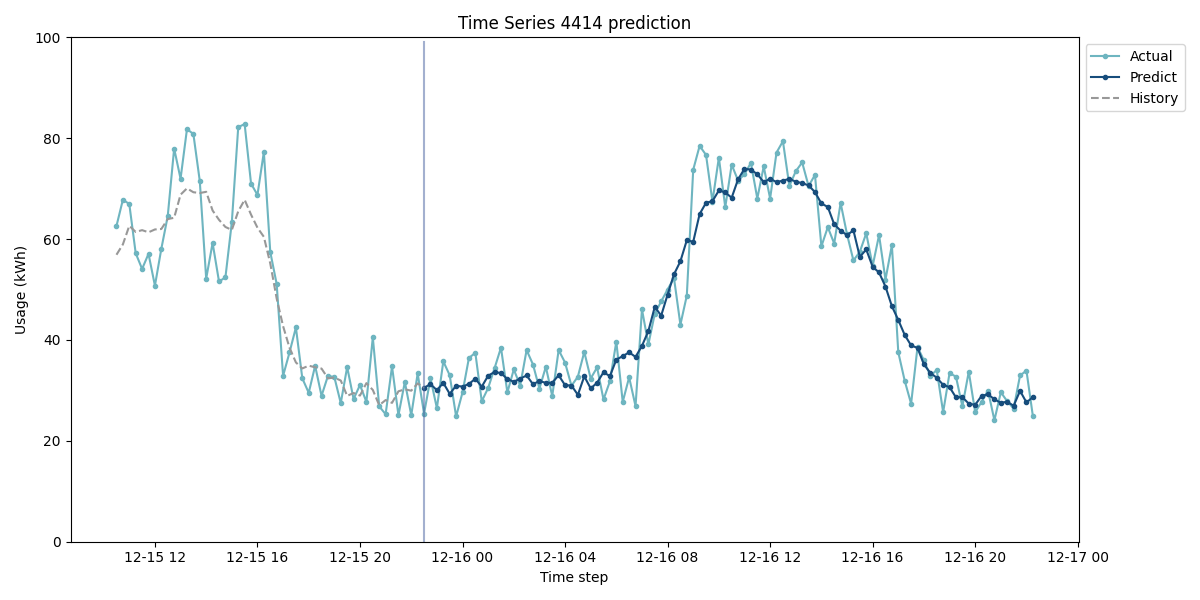 Time Series 4414 prediction
100
80
60
40
20
0
Usage (kWh)
12-15 12
12-15 16
12-15 20
12-16 00
12-16 04
12-16 08
12-16 12
12-16 16
12-16 20
12-17 00
Time step
Actual
Predict
History